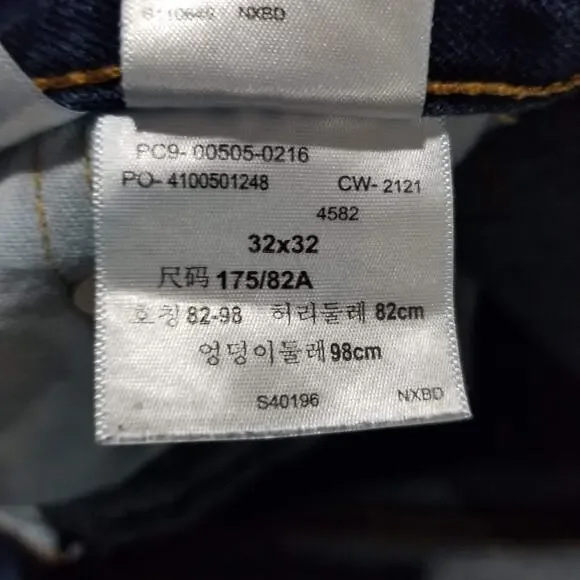 S110640 NXBD
PC9- 00505-0216
PO- 4100501248 CW- 2121
4582
32x32
尺码 175/82A
호칭 82-98 허리둘레 82cm
엉덩이둘레 98cm
S40196 NXBD